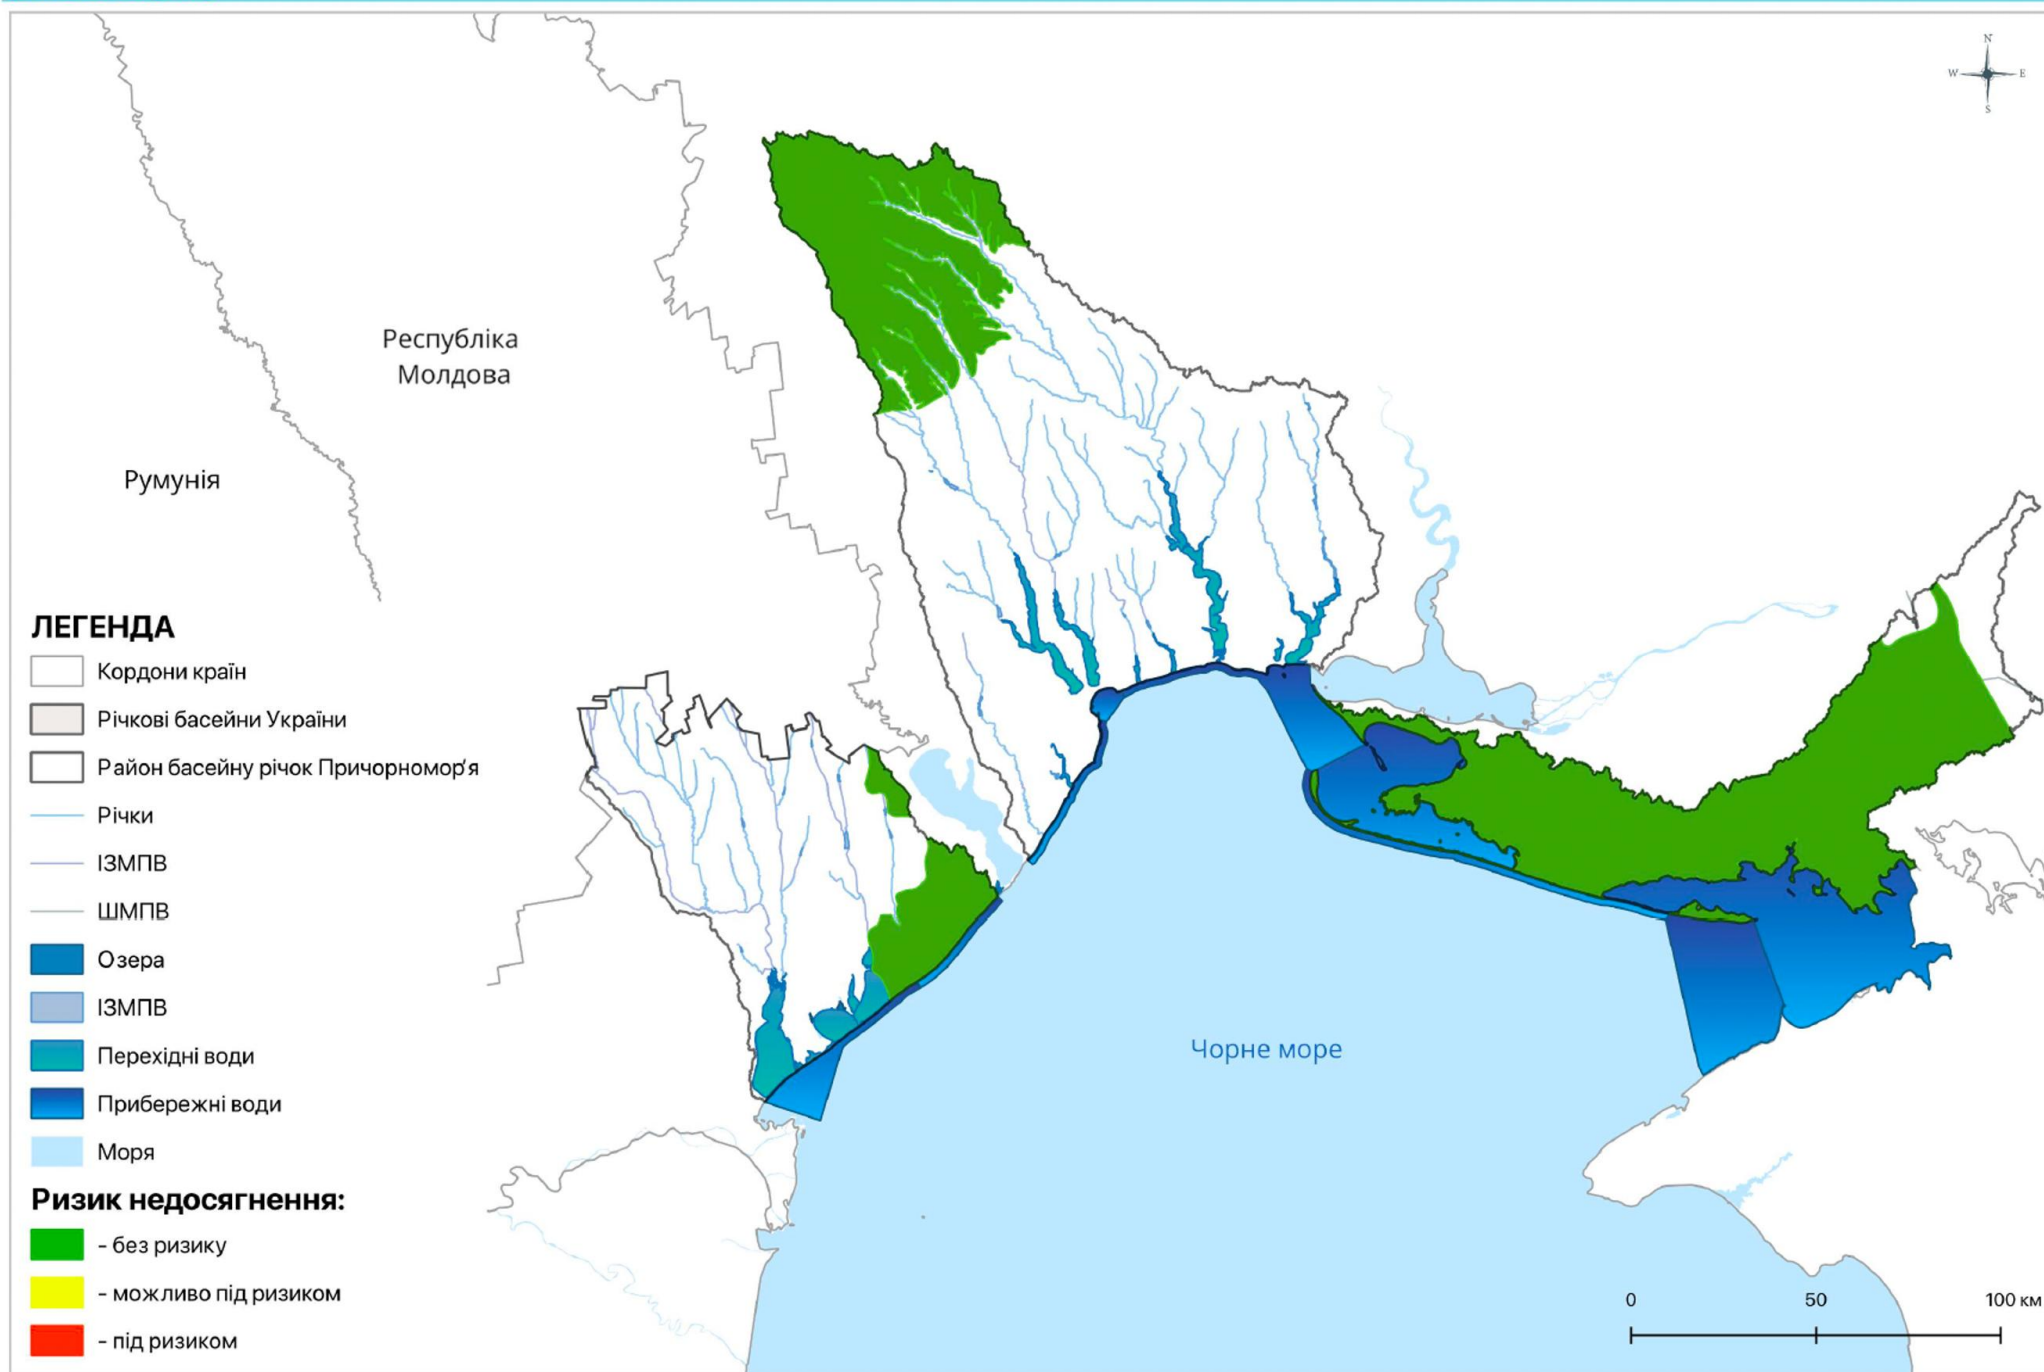 N
W E
S
Республіка
Молдова
Румунія
ЛЕГЕНДА
Кордони країн
Річкові басейни України
Район басейну річок Причорномор'я
Річки
ІЗМПВ
ШМПВ
Озера
ІЗМПВ
Перехідні води
Прибережні води
Моря
Ризик недосягнення:
- без ризику
- можливо під ризиком
- під ризиком
Чорне море
0 50 100 км